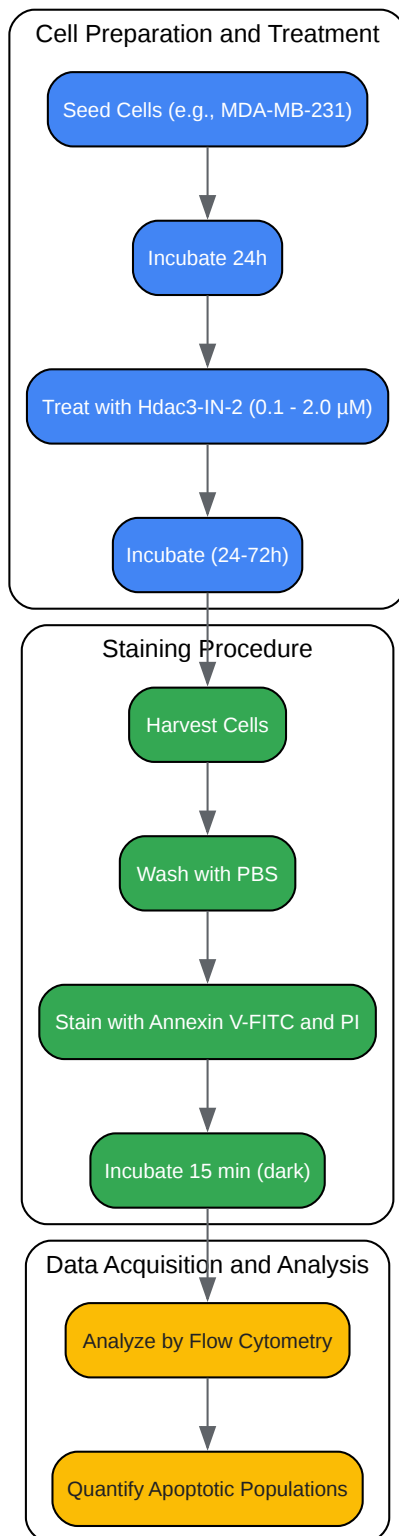 Cell Preparation and Treatment
Seed Cells (e.g., MDA-MB-231)
Incubate 24h
Treat with Hdac3-IN-2 (0.1 - 2.0 µM)
Incubate (24-72h)
Staining Procedure
Harvest Cells
Wash with PBS
Stain with Annexin V-FITC and PI
Incubate 15 min (dark)
Data Acquisition and Analysis
Analyze by Flow Cytometry
Quantify Apoptotic Populations